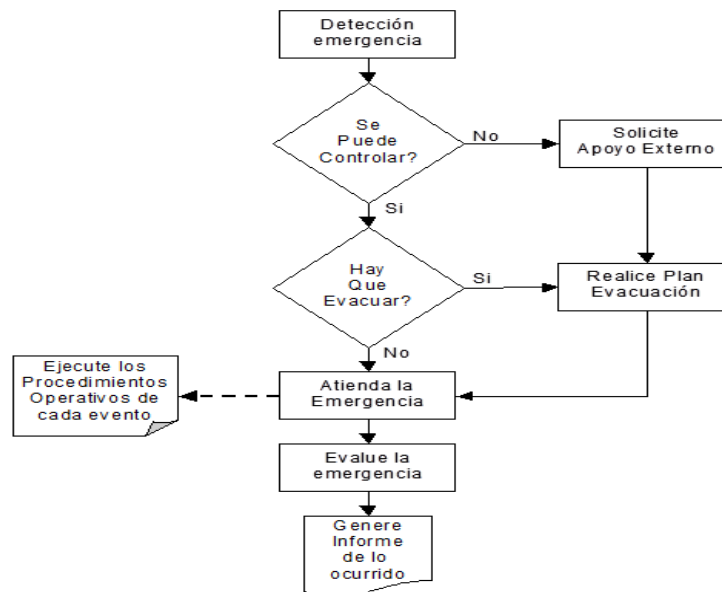 Detección
emergencia
Se
Puede
Controlar?
No
Solicite
Apoyo Externo
Si
Hay
Que
Evacuar?
Si
Realice Plan
Evacuación
No
Ejecute los
Procedimientos
Operativos de
cada evento
Atienda la
Emergencia
Evalue la
emergencia
Genere
Informe
de lo
ocurrido